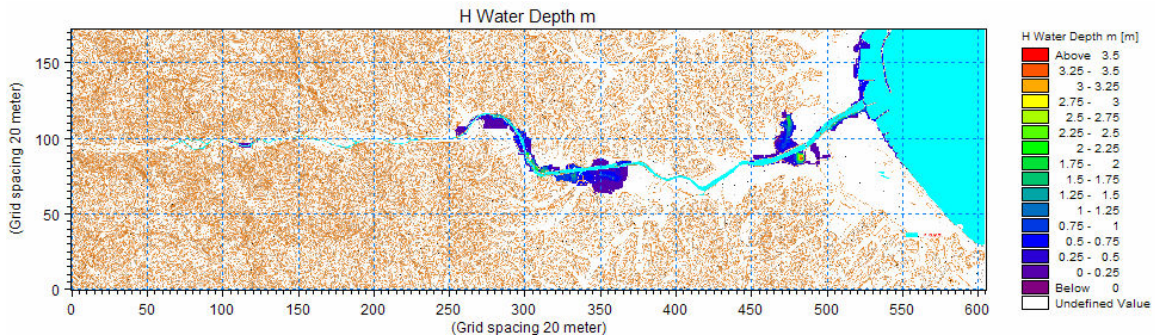 H Water Depth m
(Grid spacing 20 meter)
150
100
50
0
0 50 100 150 200 250 300 350 400 450 500 550 600
(Grid spacing 20 meter)
H Water Depth m [m]
Above 3.5
3.25 - 3.5
3 - 3.25
2.75 - 3
2.5 - 2.75
2.25 - 2.5
2 - 2.25
1.75 - 2
1.5 - 1.75
1.25 - 1.5
1 - 1.25
0.75 - 1
0.5 - 0.75
0.25 - 0.5
0 - 0.25
Below 0
Undefined Value